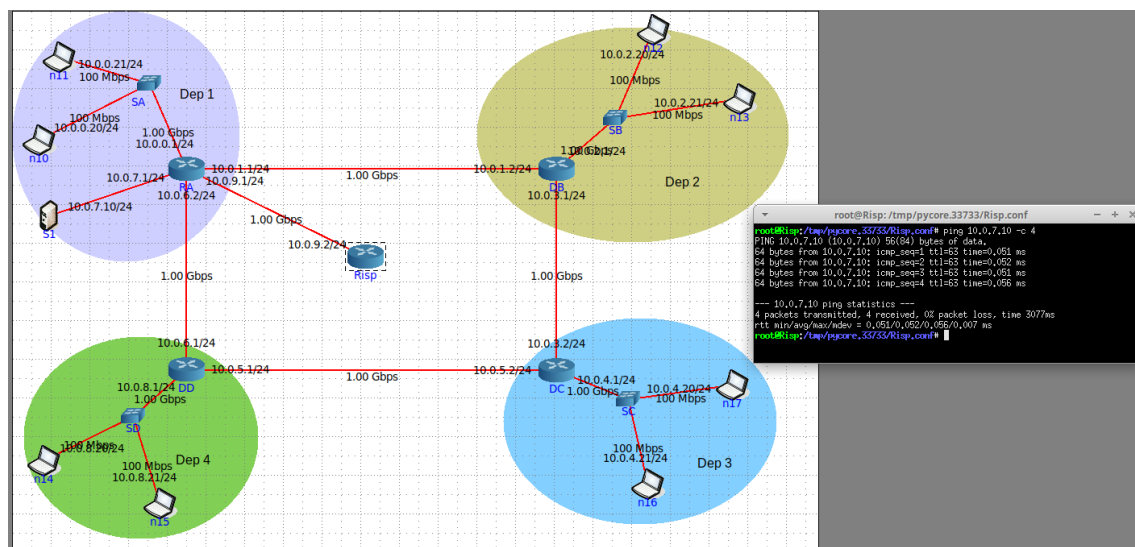 n11
10.0.0.21/24
100 Mbps
SA
Dep 1
100 Mbps
10.0.0.20/24
n10
1.00 Gbps
10.0.0.1/24
10.0.7.1/24
RA
10.0.1.1/24
10.0.9.1/24
10.0.6.2/24
10.0.7.10/24
S1
1.00 Gbps
1.00 Gbps
10.0.9.2/24
Risp
1.00 Gbps
n12
10.0.2.20/24
100 Mbps
10.0.2.21/24
100 Mbps
n13
SB
1.00 Gbps
10.0.2.1/24
10.0.1.2/24
DB
10.0.3.1/24
Dep 2
1.00 Gbps
10.0.6.1/24
DD
10.0.5.1/24
10.0.8.1/24
1.00 Gbps
1.00 Gbps
SD
Dep 4
100 Mbps
10.0.8.20/24
n14
100 Mbps
10.0.8.21/24
n15
10.0.3.2/24
10.0.5.2/24
DC
10.0.4.1/24
1.00 Gbps
SC
10.0.4.20/24
100 Mbps
n17
100 Mbps
10.0.4.21/24
n16
Dep 3
root@Risp: /tmp/pycore.33733/Risp.conf
root@Risp:/tmp/pycore.33733/Risp.conf# ping 10.0.7.10 -c 4
PING 10.0.7.10 (10.0.7.10) 56(84) bytes of data.
64 bytes from 10.0.7.10: icmp_seq=1 ttl=63 time=0.051 ms
64 bytes from 10.0.7.10: icmp_seq=2 ttl=63 time=0.052 ms
64 bytes from 10.0.7.10: icmp_seq=3 ttl=63 time=0.051 ms
64 bytes from 10.0.7.10: icmp_seq=4 ttl=63 time=0.056 ms
--- 10.0.7.10 ping statistics ---
4 packets transmitted, 4 received, 0% packet loss, time 3077ms
rtt min/avg/max/mdev = 0.051/0.052/0.056/0.007 ms
root@Risp:/tmp/pycore.33733/Risp.conf#